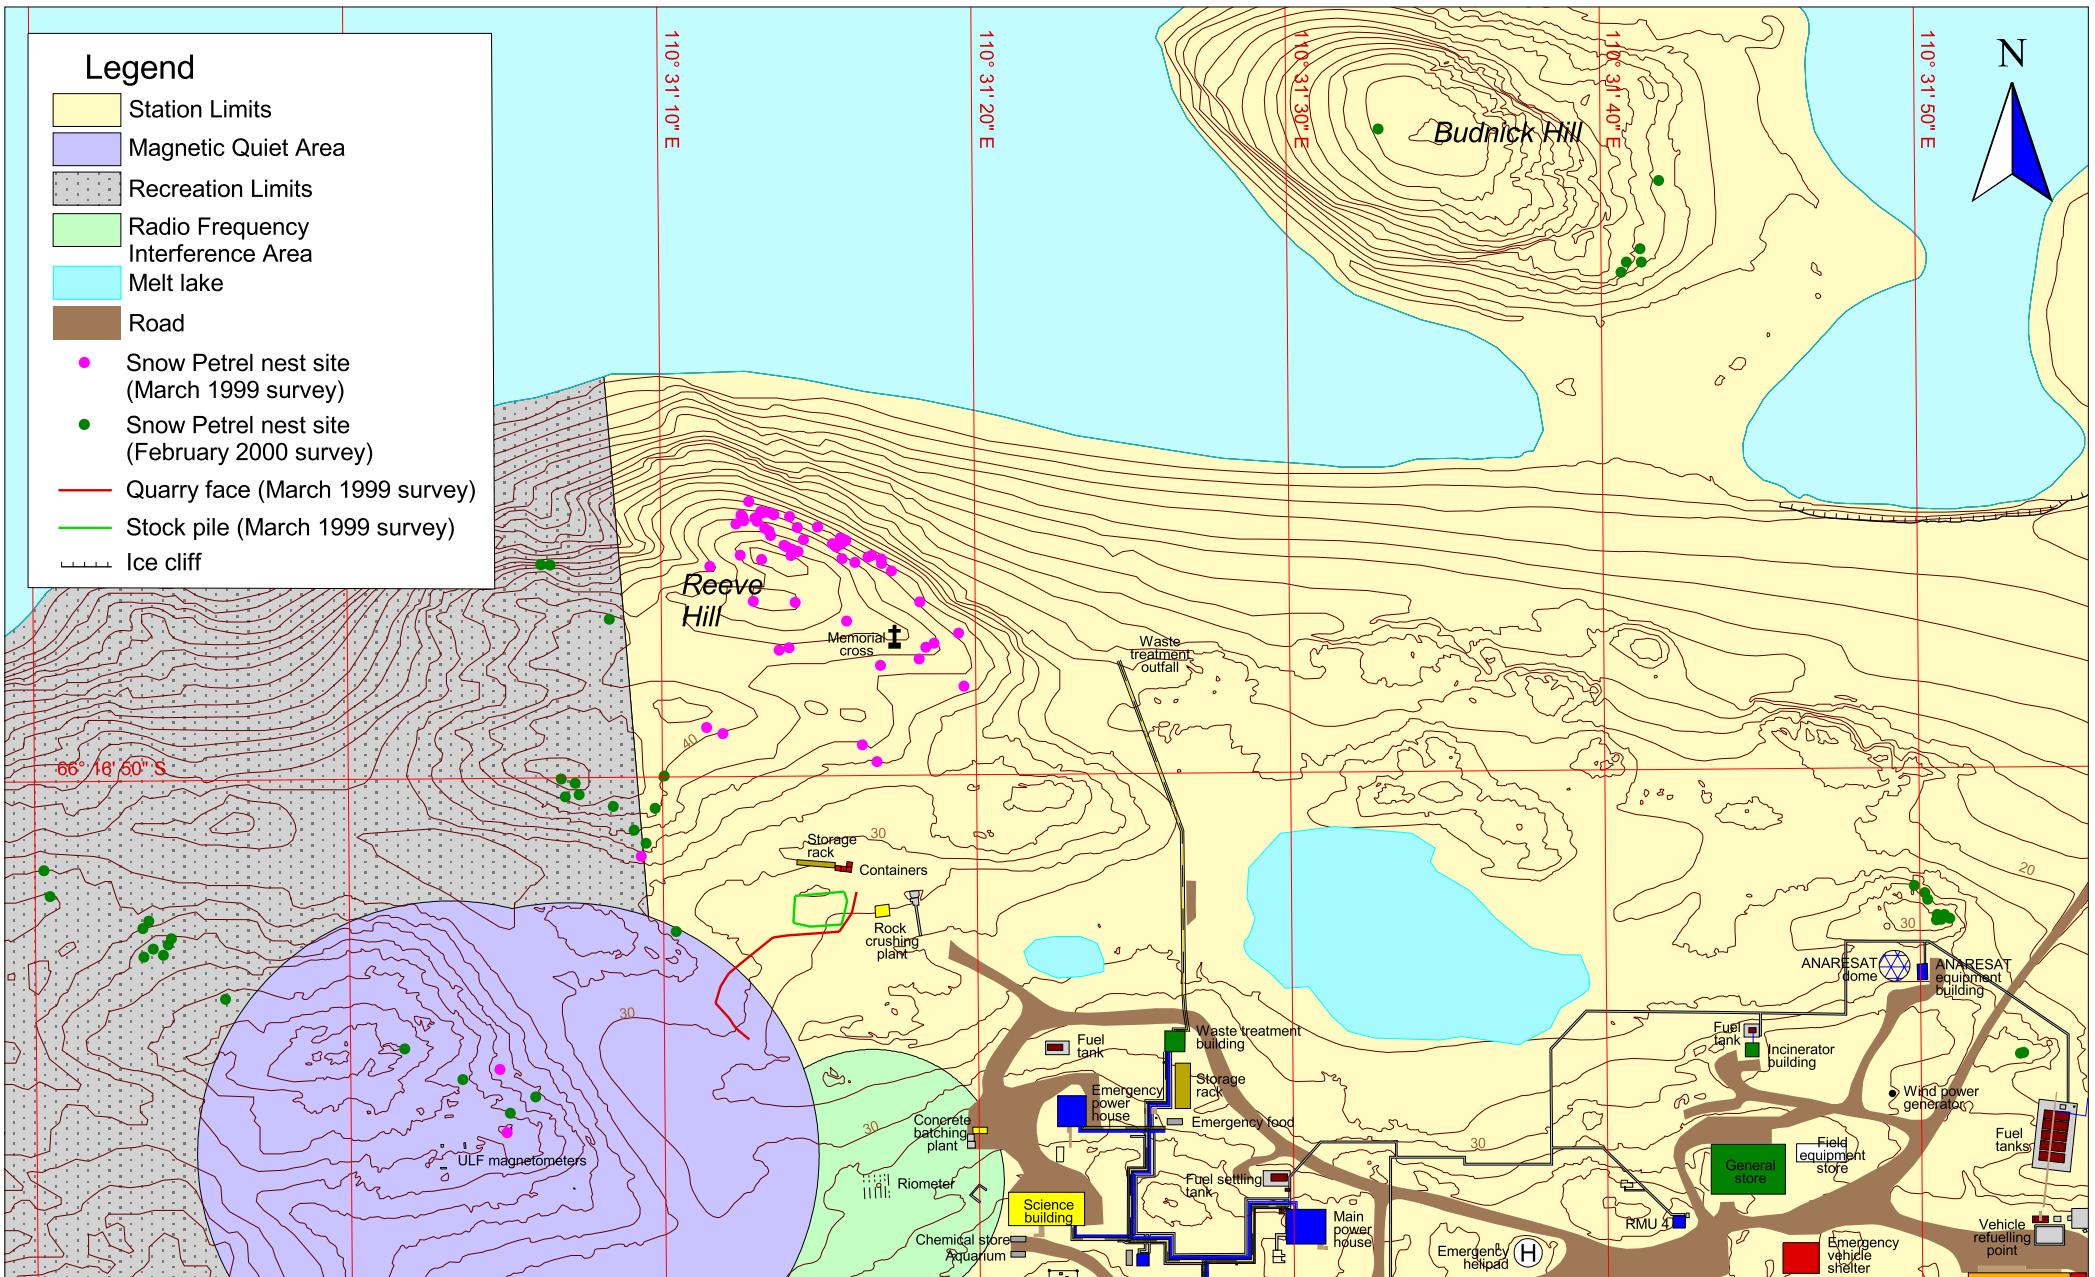 110° 31' 10" E
110° 31' 20" E
110° 31' 30" E
110° 31' 40" E
110° 31' 50" E
N
Legend
Station Limits
Magnetic Quiet Area
Recreation Limits
Radio Frequency
Interference Area
Melt lake
Road
Snow Petrel nest site
(March 1999 survey)
Snow Petrel nest site
(February 2000 survey)
Quarry face (March 1999 survey)
Stock pile (March 1999 survey)
Ice cliff
Budnick Hill
Reeve
Hill
Memorial
cross
Waste
treatment
outfall
40
66° 16' 50" S
30
Storage
rack
Containers
Rock
crushing
plant
20
30
ANARESAT
dome
ANARESAT
equipment
building
30
Fuel
tank
Waste treatment
building
Fuel
tank
Incinerator
building
Storage
rack
Emergency
power
house
Emergency food
Wind power
generator
Concrete
batching
plant
30
30
Fuel
tanks
Field
equipment
store
General
store
ULF magnetometers
Riometer
Fuel settling
tank
Science
building
Main
power
house
RMU 4
Vehicle
refuelling
point
Chemical store
Aquarium
Emergency
helipad
H
Emergency
vehicle
shelter